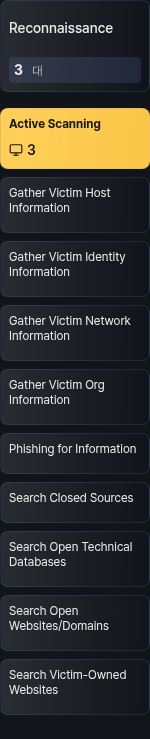 Reconnaissance
3 대
Active Scanning
3
Gather Victim Host
Information
Gather Victim Identity
Information
Gather Victim Network
Information
Gather Victim Org
Information
Phishing for Information
Search Closed Sources
Search Open Technical
Databases
Search Open
Websites/Domains
Search Victim-Owned
Websites